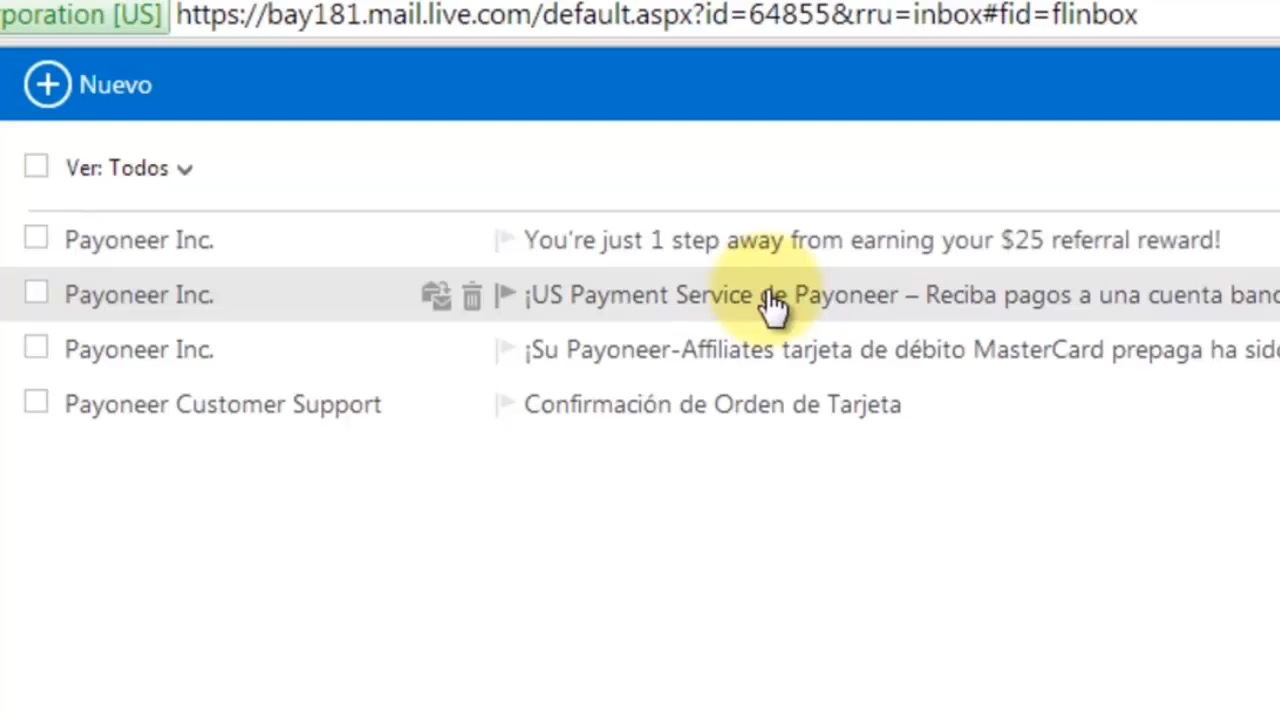 poration [US] https://bay181.mail.live.com/default.aspx?id=64855&rru=inbox#fid=flinbox
Nuevo
Ver: Todos
Payoneer Inc. You're just 1 step away from earning your $25 referral reward!
Payoneer Inc. ¡US Payment Service de Payoneer – Reciba pagos a una cuenta banc
Payoneer Inc. ¡Su Payoneer-Affiliates tarjeta de débito MasterCard prepaga ha sido
Payoneer Customer Support Confirmación de Orden de Tarjeta